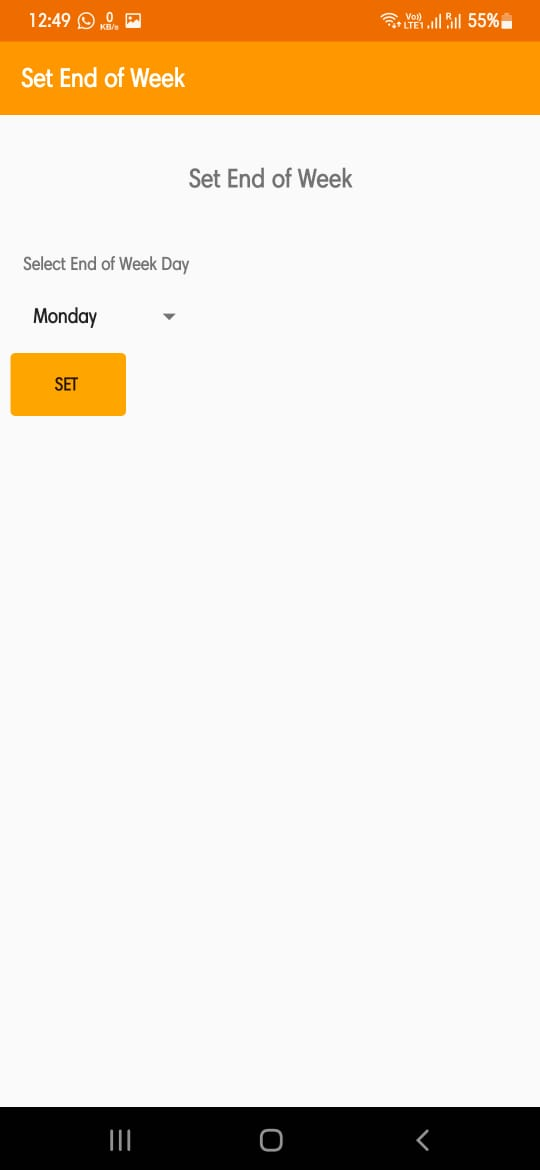 12:49 0 KB/s Vo)) LTE1 R 55%
Set End of Week
Set End of Week
Select End of Week Day
Monday
SET